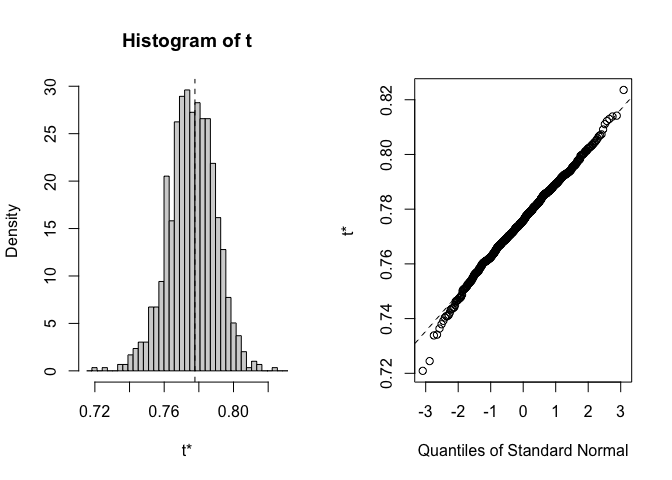 Histogram of t
Density
0 5 10 15 20 25 30
0.72 0.76 0.80
t*
t*
0.72 0.74 0.76 0.78 0.80 0.82
-3 -2 -1 0 1 2 3
Quantiles of Standard Normal